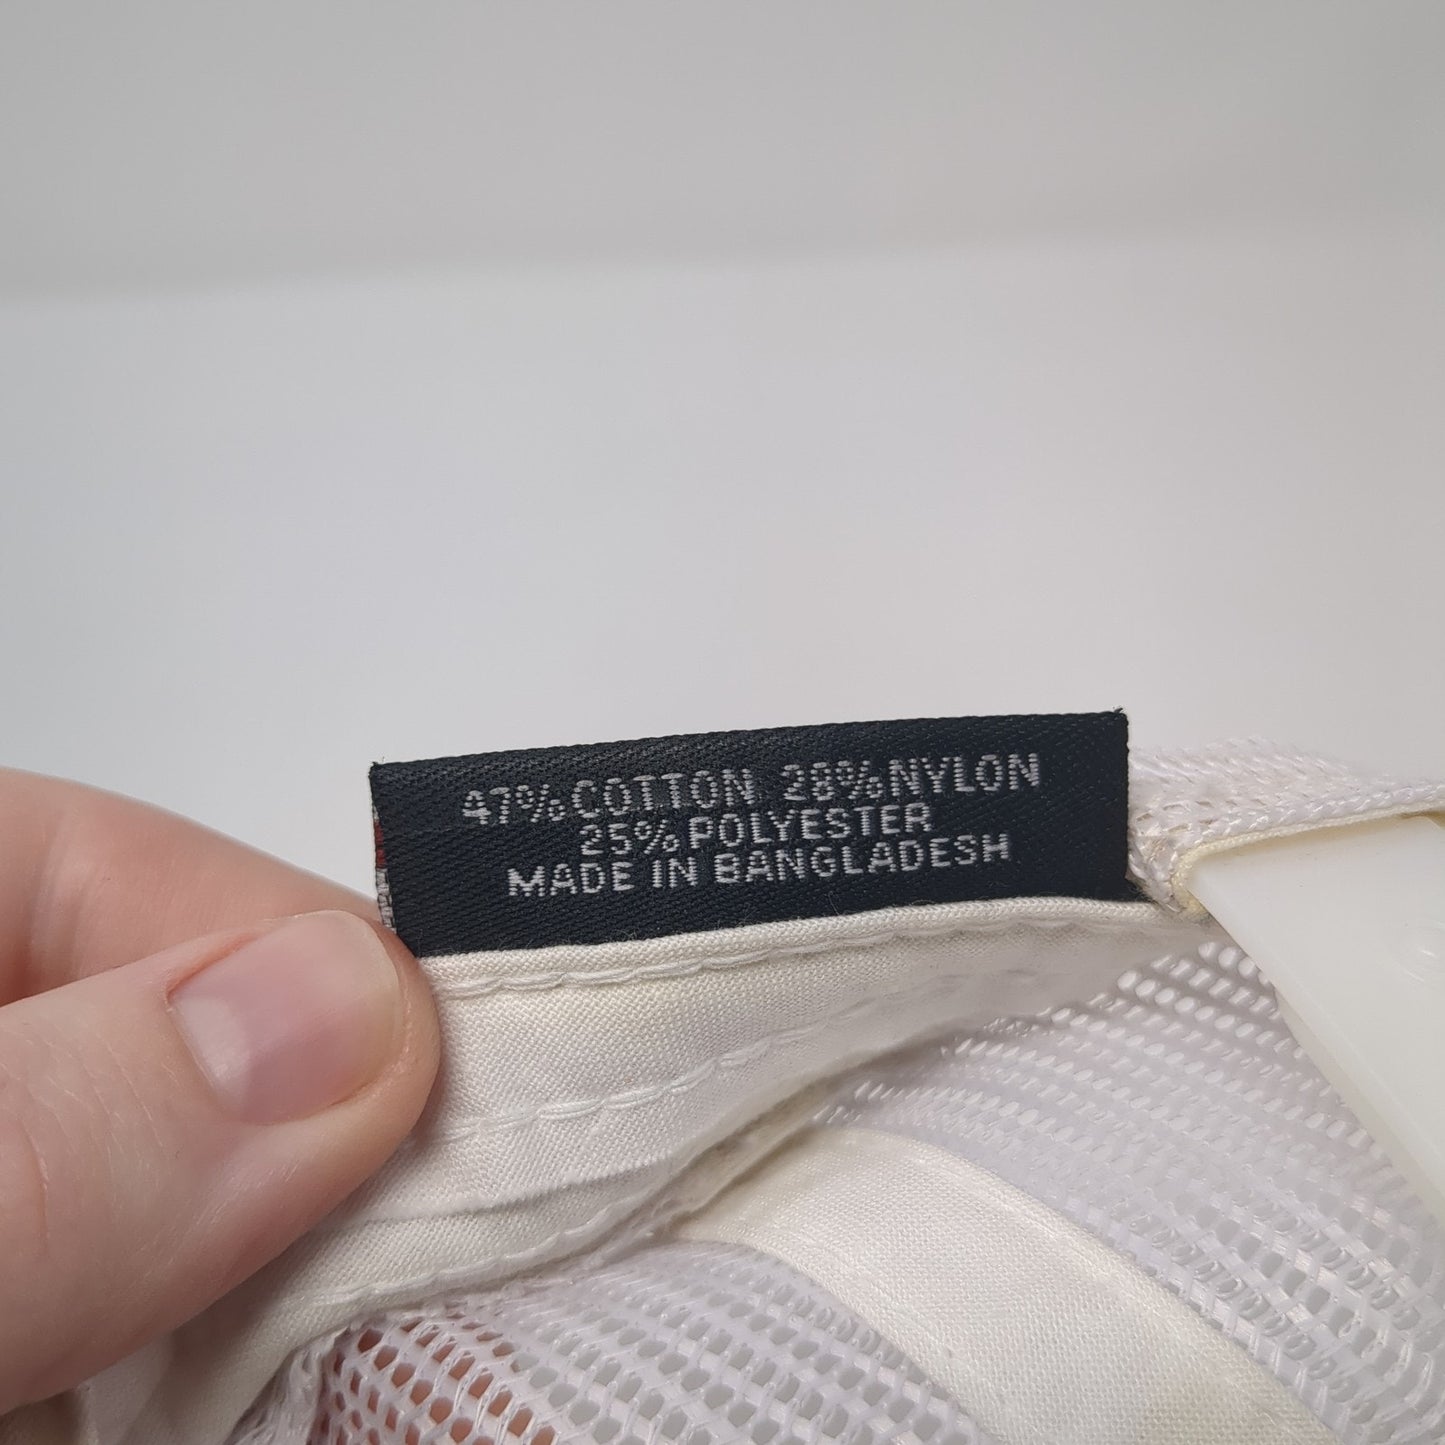 47% COTTON 28% NYLON
25% POLYESTER
MADE IN BANGLADESH